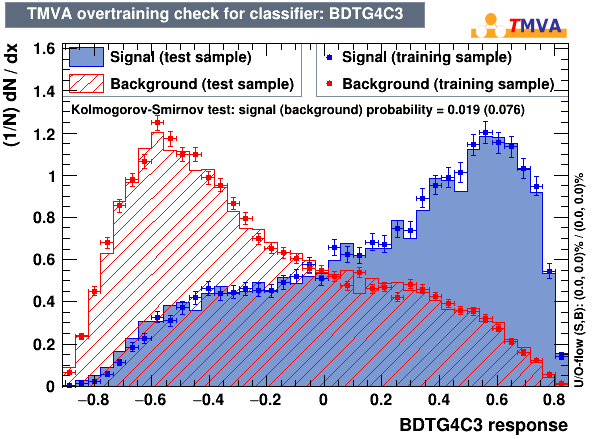 TMVA overtraining check for classifier: BDTG4C3
TMVA
Signal (test sample)
Background (test sample)
Signal (training sample)
Background (training sample)
Kolmogorov-Smirnov test: signal (background) probability = 0.019 (0.076)
(1/N) dN / dx
1.6
1.4
1.2
1
0.8
0.6
0.4
0.2
0
−0.8 −0.6 −0.4 −0.2 0 0.2 0.4 0.6 0.8
BDTG4C3 response
U/O-flow (S,B): (0.0, 0.0)% / (0.0, 0.0)%